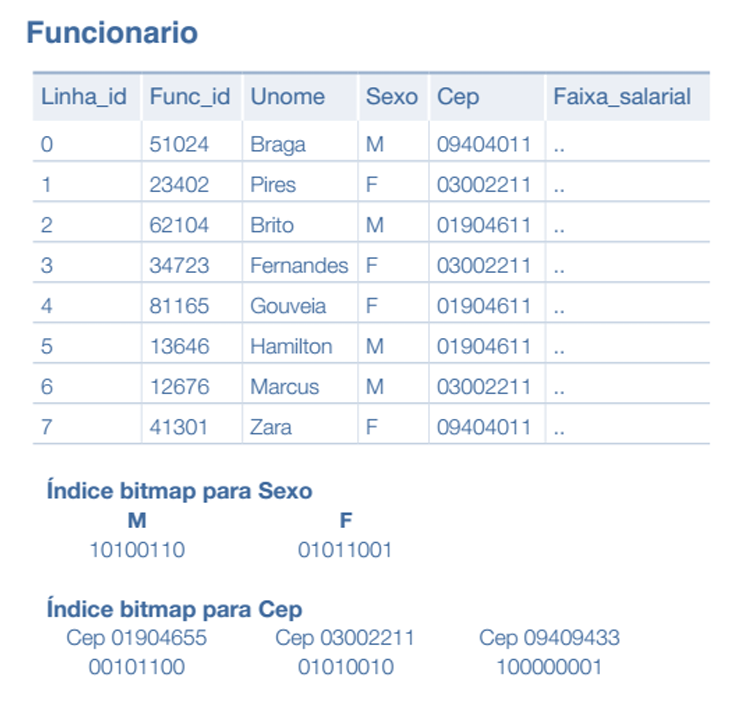 Funcionario
Linha_id Func_id Unome Sexo Cep Faixa_salarial
0 51024 Braga M 09404011 ..
1 23402 Pires F 03002211 ..
2 62104 Brito M 01904611 ..
3 34723 Fernandes F 03002211 ..
4 81165 Gouveia F 01904611 ..
5 13646 Hamilton M 01904611 ..
6 12676 Marcus M 03002211 ..
7 41301 Zara F 09404011 ..
Índice bitmap para Sexo
M F
10100110 01011001
Índice bitmap para Cep
Cep 01904655 Cep 03002211 Cep 09409433
00101100 01010010 100000001